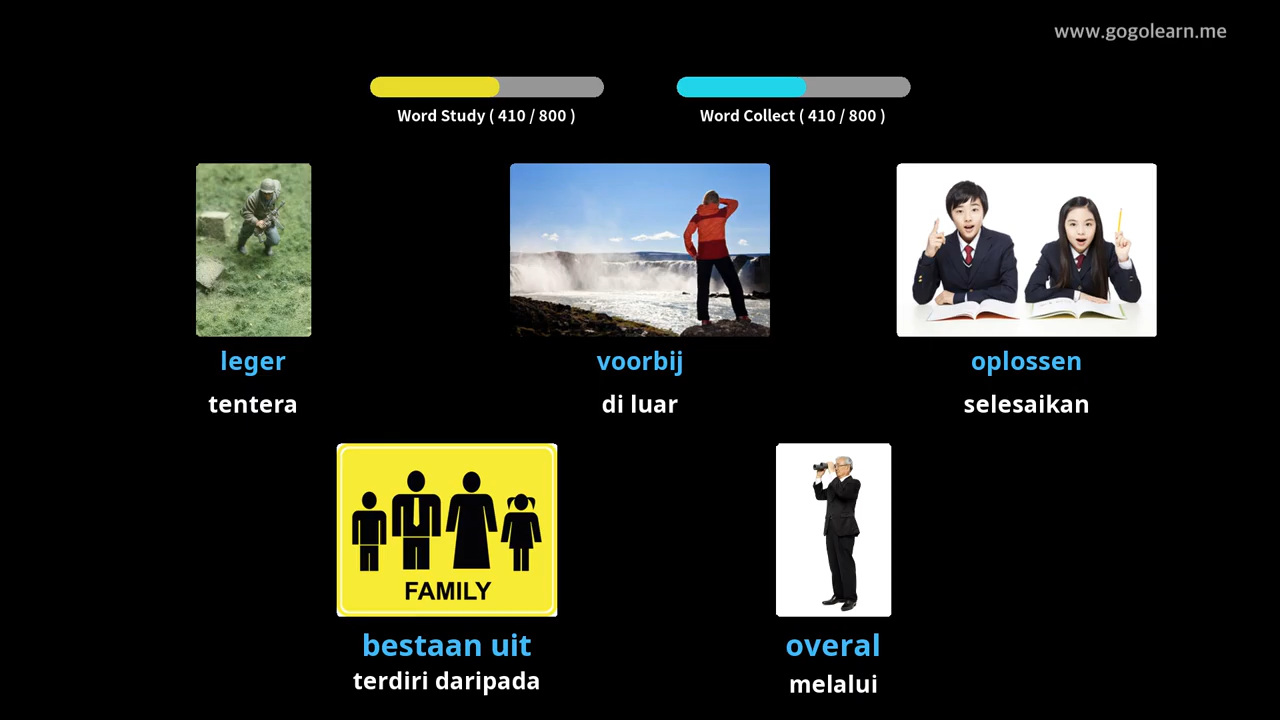 www.gogolearn.me
Word Study ( 410 / 800 )
Word Collect ( 410 / 800 )
leger
voorbij
oplossen
tentera
di luar
selesaikan
FAMILY
bestaan uit
overal
terdiri daripada
melalui